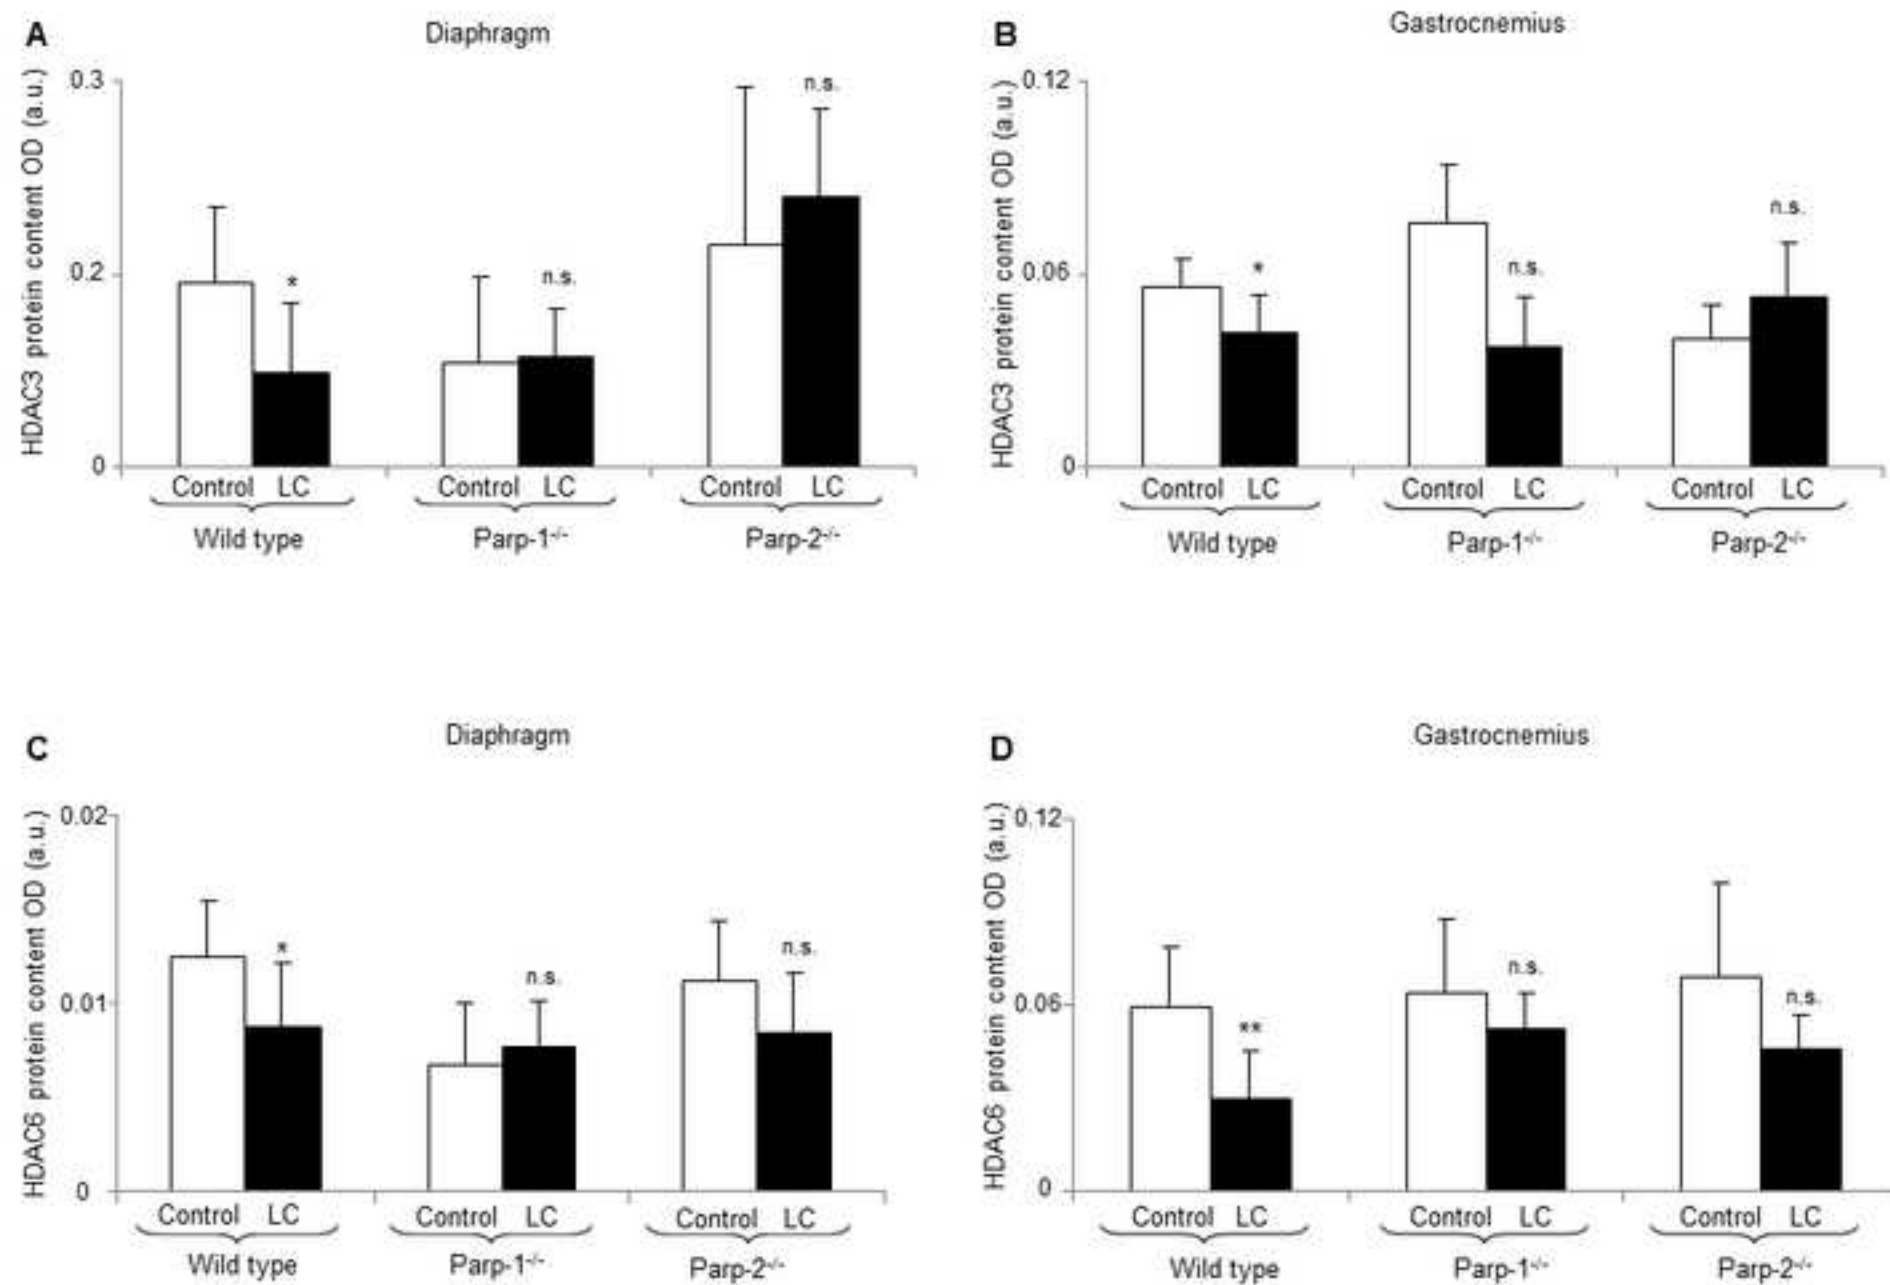 A
Diaphragm
HDAC3 protein content OD (a.u.)
0.3
0.2
0
*
n.s.
n.s.
Control LC Control LC Control LC
Wild type Parp-1-/- Parp-2-/-
B
Gastrocnemius
HDAC3 protein content OD (a.u.)
0.12
0.06
0
*
n.s.
n.s.
Control LC Control LC Control LC
Wild type Parp-1-/- Parp-2-/-
C
Diaphragm
HDAC6 protein content OD (a.u.)
0.02
0.01
0
*
n.s.
n.s.
Control LC Control LC Control LC
Wild type Parp-1-/- Parp-2-/-
D
Gastrocnemius
HDAC6 protein content OD (a.u.)
0.12
0.06
0
**
n.s.
n.s.
Control LC Control LC Control LC
Wild type Parp-1-/- Parp-2-/-